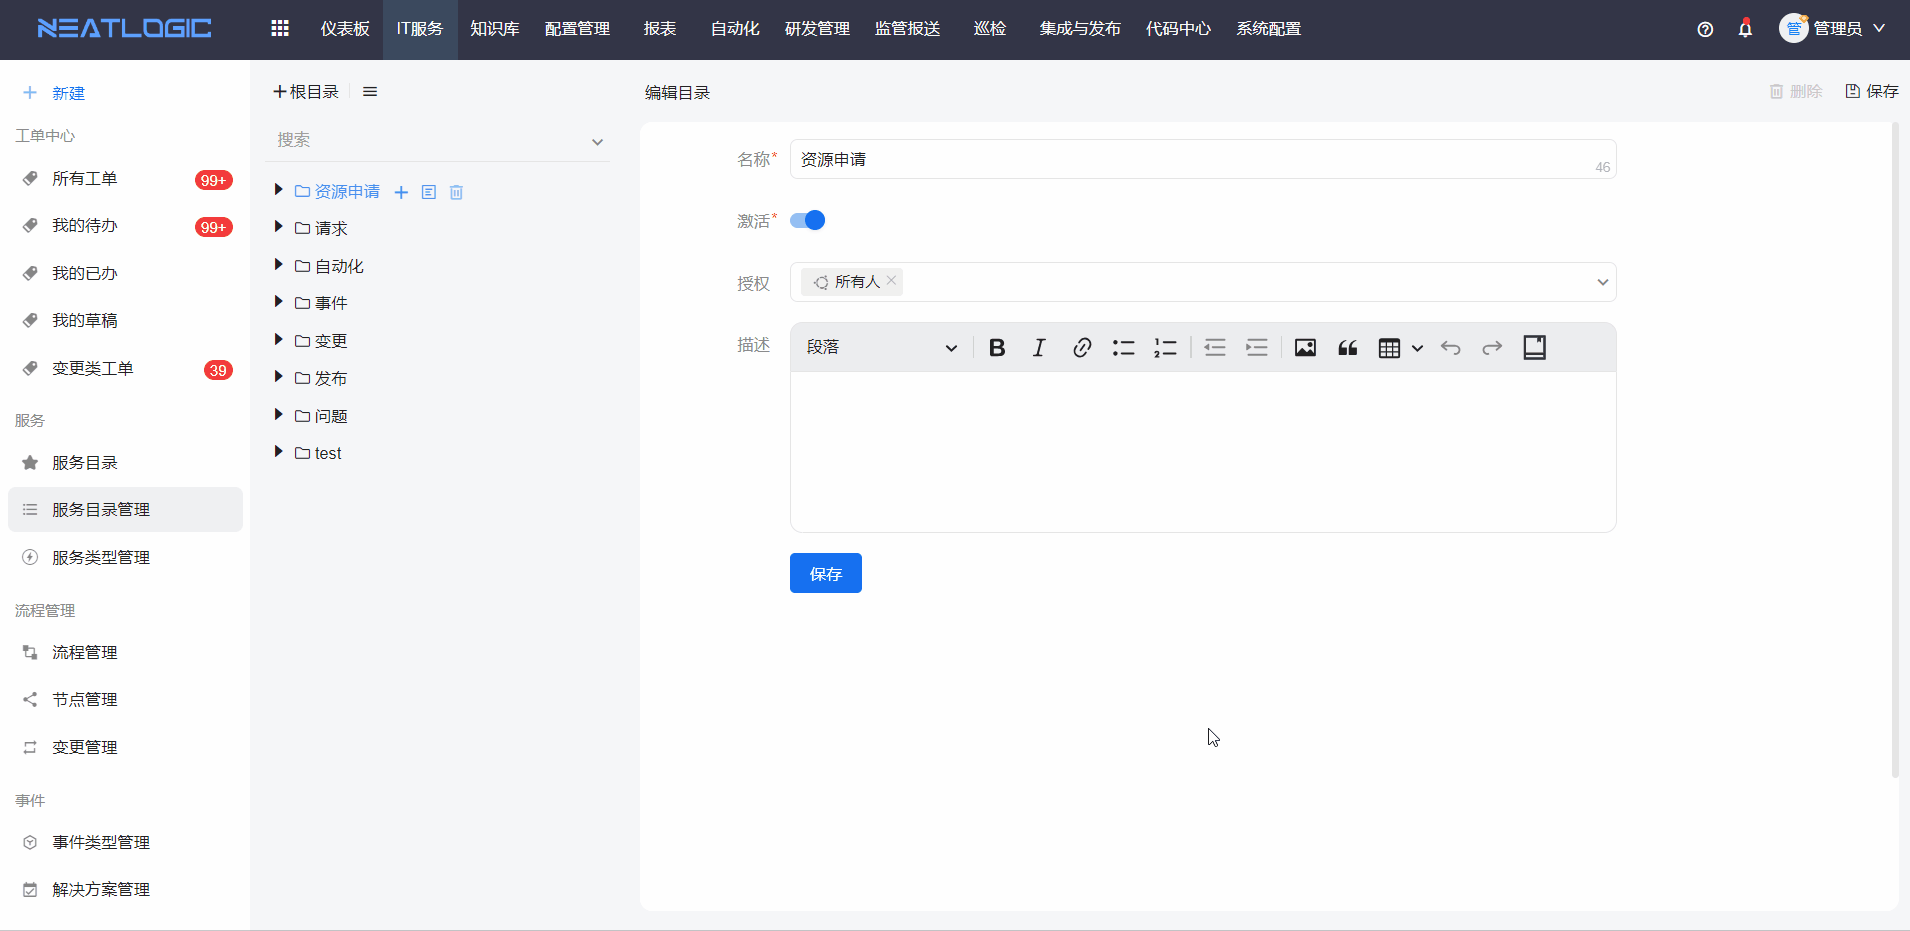 NEATLOGIC
仪表板 IT服务 知识库 配置管理 报表 自动化 研发管理 监管报送 巡检 集成与发布 代码中心 系统配置
管 管理员
新建
工单中心
所有工单 99+
我的待办 99+
我的已办
我的草稿
变更类工单 39
服务
服务目录
服务目录管理
服务类型管理
流程管理
流程管理
节点管理
变更管理
事件
事件类型管理
解决方案管理
根目录
搜索
资源申请
请求
自动化
事件
变更
发布
问题
test
编辑目录 删除 保存
名称* 资源申请 46
激活*
授权 所有人
描述 段落
保存